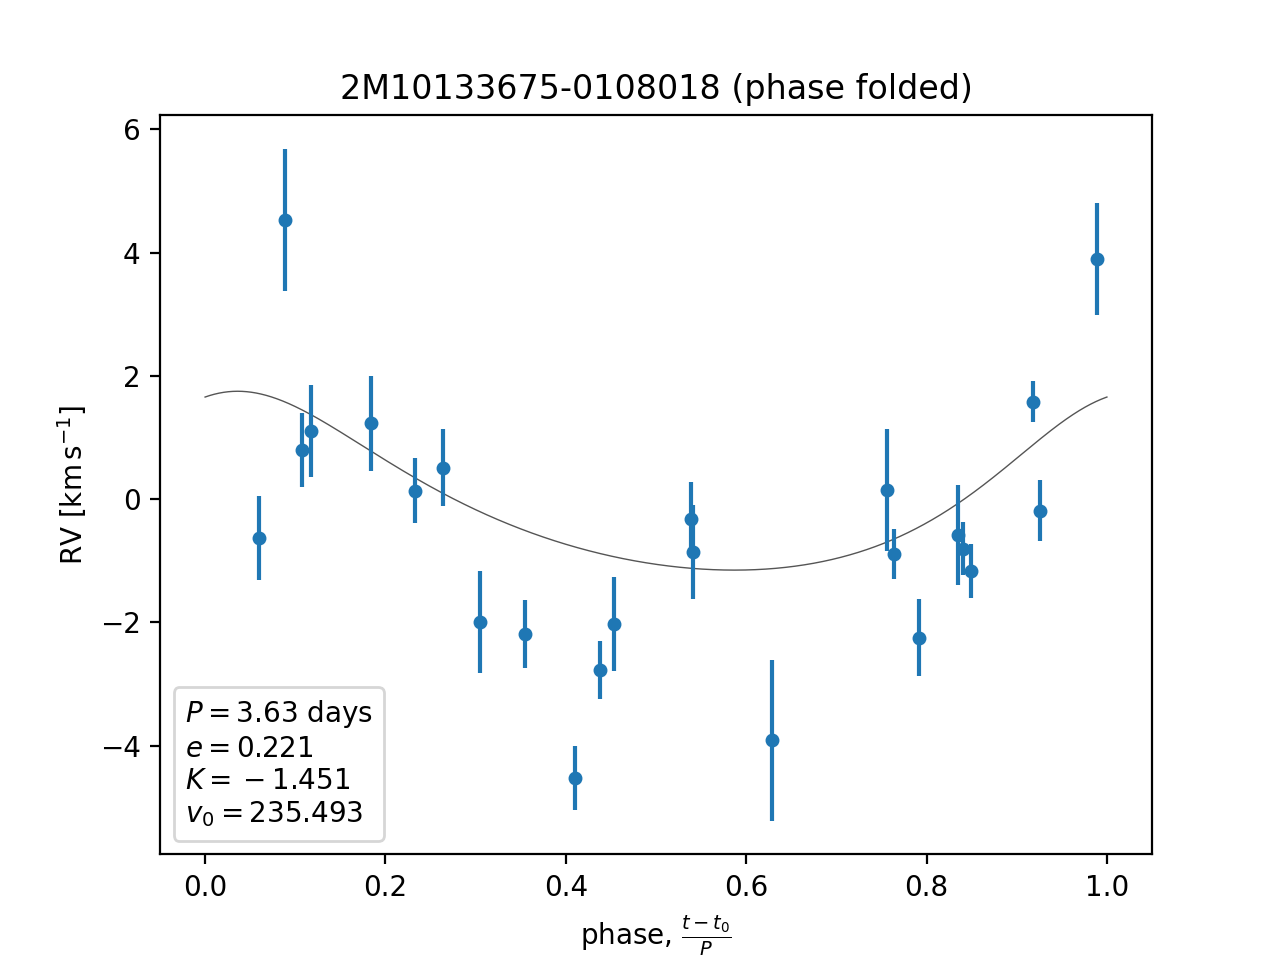 2M10133675-0108018 (phase folded)
RV [km s⁻¹]
6
4
2
0
−2
−4
P = 3.63 days
e = 0.221
K = −1.451
v₀ = 235.493
0.0 0.2 0.4 0.6 0.8 1.0
phase, (t − t₀)/P